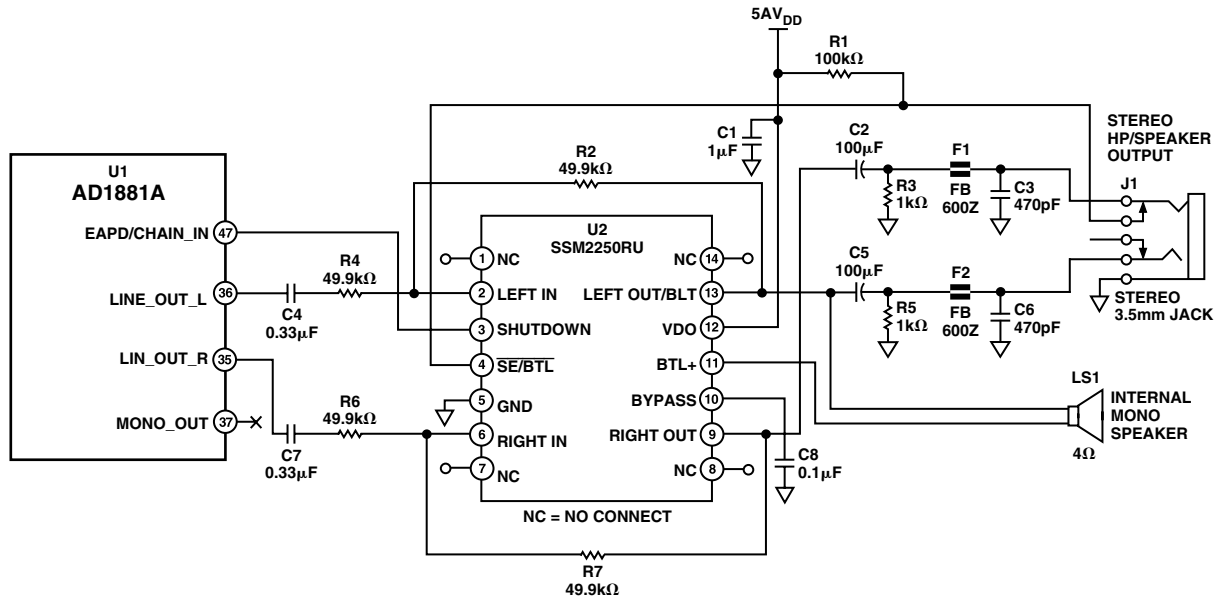 5AVDD
R1
100kΩ
C1
1µF
R2
49.9kΩ
C2
100µF
R3
1kΩ
F1
FB
600Z
C3
470pF
STEREO
HP/SPEAKER
OUTPUT
J1
U1
AD1881A
EAPD/CHAIN_IN
47
LINE_OUT_L
36
LIN_OUT_R
35
MONO_OUT
37
C4
0.33µF
R4
49.9kΩ
C7
0.33µF
R6
49.9kΩ
U2
SSM2250RU
1
NC
2
LEFT IN
3
SHUTDOWN
4
SE/BTL
5
GND
6
RIGHT IN
7
NC
NC
14
LEFT OUT/BLT
13
VDO
12
BTL+
11
BYPASS
10
RIGHT OUT
9
NC
8
NC = NO CONNECT
R7
49.9kΩ
C5
100µF
R5
1kΩ
F2
FB
600Z
C6
470pF
STEREO
3.5mm JACK
C8
0.1µF
LS1
4Ω
INTERNAL
MONO
SPEAKER